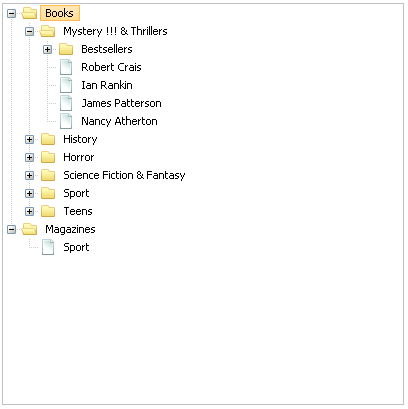 Books
Mystery !!! & Thrillers
Bestsellers
Robert Crais
Ian Rankin
James Patterson
Nancy Atherton
History
Horror
Science Fiction & Fantasy
Sport
Teens
Magazines
Sport